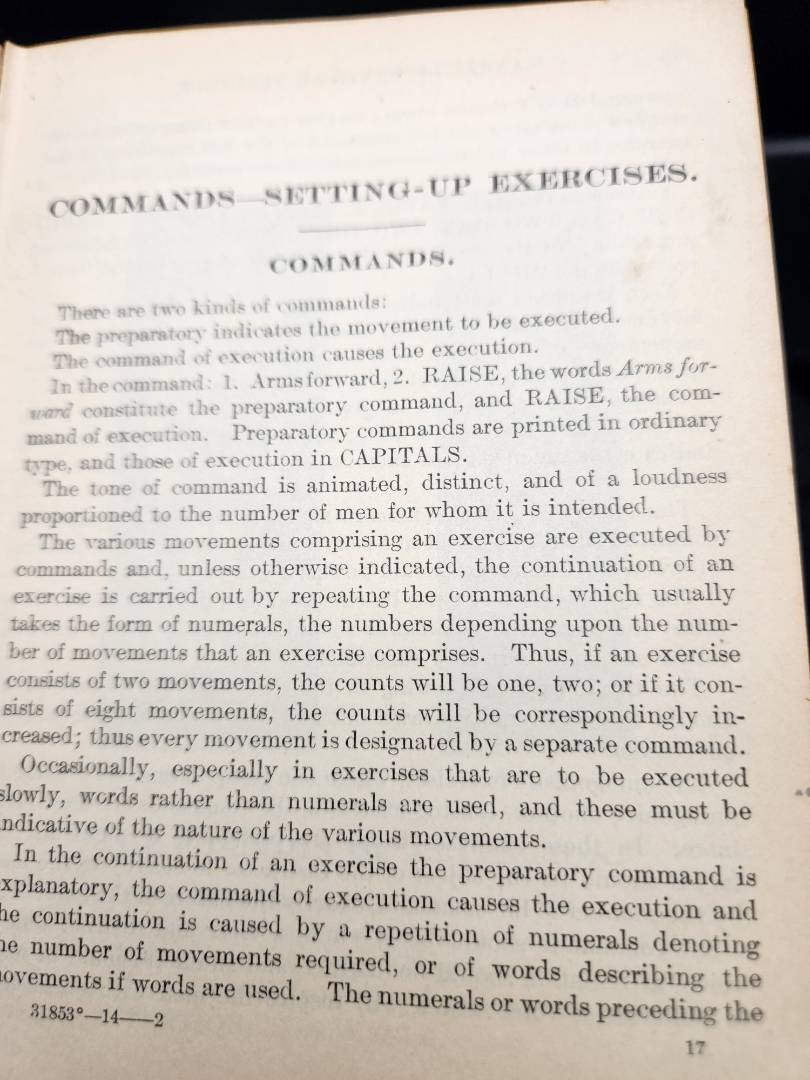 COMMANDS—SETTING-UP EXERCISES.
COMMANDS.
There are two kinds of commands:
The preparatory indicates the movement to be executed.
The command of execution causes the execution.
In the command: 1. Arms forward, 2. RAISE, the words Arms for-
ward constitute the preparatory command, and RAISE, the com-
mand of execution. Preparatory commands are printed in ordinary
type, and those of execution in CAPITALS.
The tone of command is animated, distinct, and of a loudness
proportioned to the number of men for whom it is intended.
The various movements comprising an exercise are executed by
commands and, unless otherwise indicated, the continuation of an
exercise is carried out by repeating the command, which usually
takes the form of numerals, the numbers depending upon the num-
ber of movements that an exercise comprises. Thus, if an exercise
consists of two movements, the counts will be one, two; or if it con-
sists of eight movements, the counts will be correspondingly in-
creased; thus every movement is designated by a separate command.
Occasionally, especially in exercises that are to be executed
slowly, words rather than numerals are used, and these must be
ndicative of the nature of the various movements.
In the continuation of an exercise the preparatory command is
xplanatory, the command of execution causes the execution and
he continuation is caused by a repetition of numerals denoting
he number of movements required, or of words describing the
ovements if words are used. The numerals or words preceding the
31853°—14——2
17